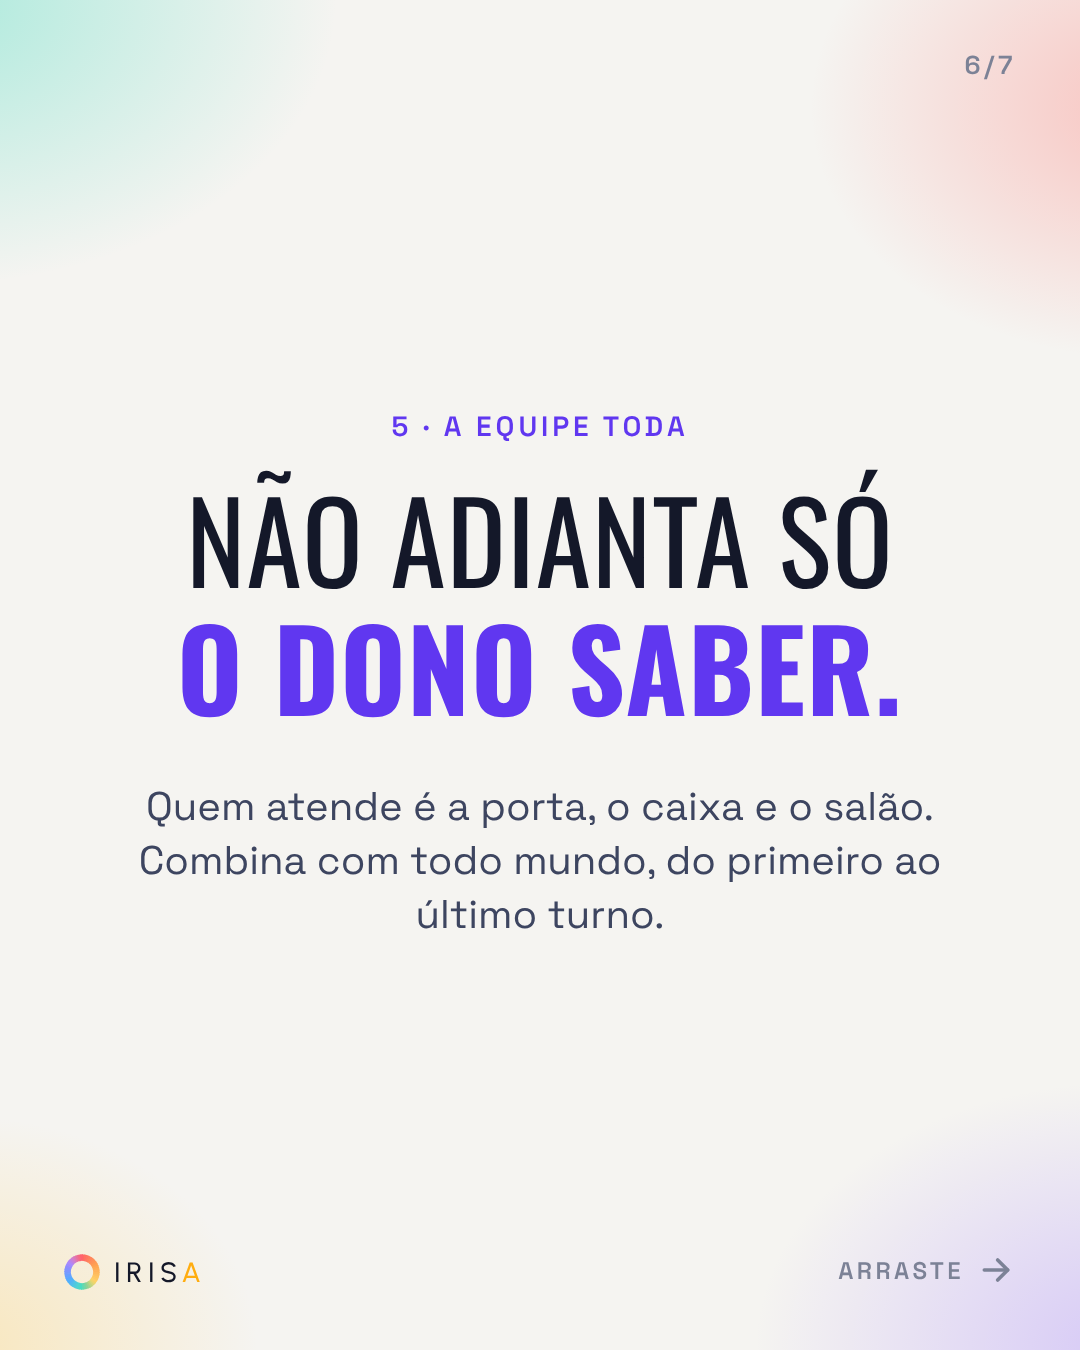 6/7
5 · A EQUIPE TODA
NÃO ADIANTA SÓ
O DONO SABER.
Quem atende é a porta, o caixa e o salão.
Combina com todo mundo, do primeiro ao
último turno.
IRISA
ARRASTE →